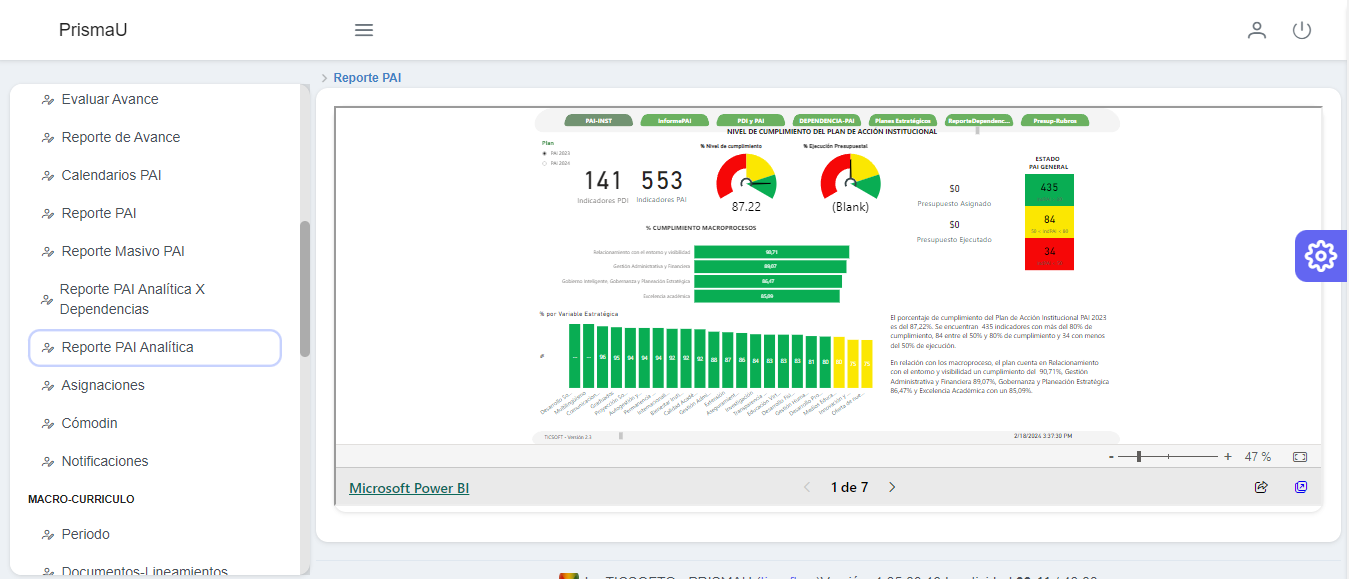 PrismaU
Reporte PAI
Evaluar Avance
Reporte de Avance
Calendarios PAI
Reporte PAI
Reporte Masivo PAI
Reporte PAI Analítica X
Dependencias
Reporte PAI Analítica
Asignaciones
Cómodin
Notificaciones
MACRO-CURRICULO
Periodo
Documentos-Lineamientos
PAI-INST
InformePAI
PDI y PAI
DEPENDENCIA-PAI
Planes Estratégicos
ReporteDependenc...
Presup-Rubros
NIVEL DE CUMPLIMIENTO DEL PLAN DE ACCIÓN INSTITUCIONAL
Plan
PAI 2023
PAI 2024
141
Indicadores PDI
553
Indicadores PAI
% Nivel de cumplimiento
87.22
% Ejecución Presupuestal
(Blank)
$0
Presupuesto Asignado
$0
Presupuesto Ejecutado
ESTADO
PAI GENERAL
435
84
34
% CUMPLIMIENTO MACROPROCESOS
Relacionamiento con el entorno y visibilidad 90,71
Gestión Administrativa y Financiera 89,07
Gobierno Inteligente, Gobernanza y Planeación Estratégica 86,47
Excelencia académica 85,09
% por Variable Estratégica
96 95 94 94 94 92 92 92 88 87 86 84 83 83 83 81 80
El porcentaje de cumplimiento del Plan de Acción Institucional PAI 2023
es del 87,22%. Se encuentran 435 indicadores con más del 80% de
cumplimiento, 84 entre el 50% y 80% de cumplimiento y 34 con menos
del 50% de ejecución.
En relación con los macroproceso, el plan cuenta en Relacionamiento
con el entorno y visibilidad un cumplimiento del 90,71%, Gestión
Administrativa y Financiera 89,07%, Gobernanza y Planeación Estratégica
86,47% y Excelencia Académica con un 85,09%.
TICSOFT - Versión 2.3
2/18/2024 3:37:30 PM
- + 47 %
Microsoft Power BI
1 de 7